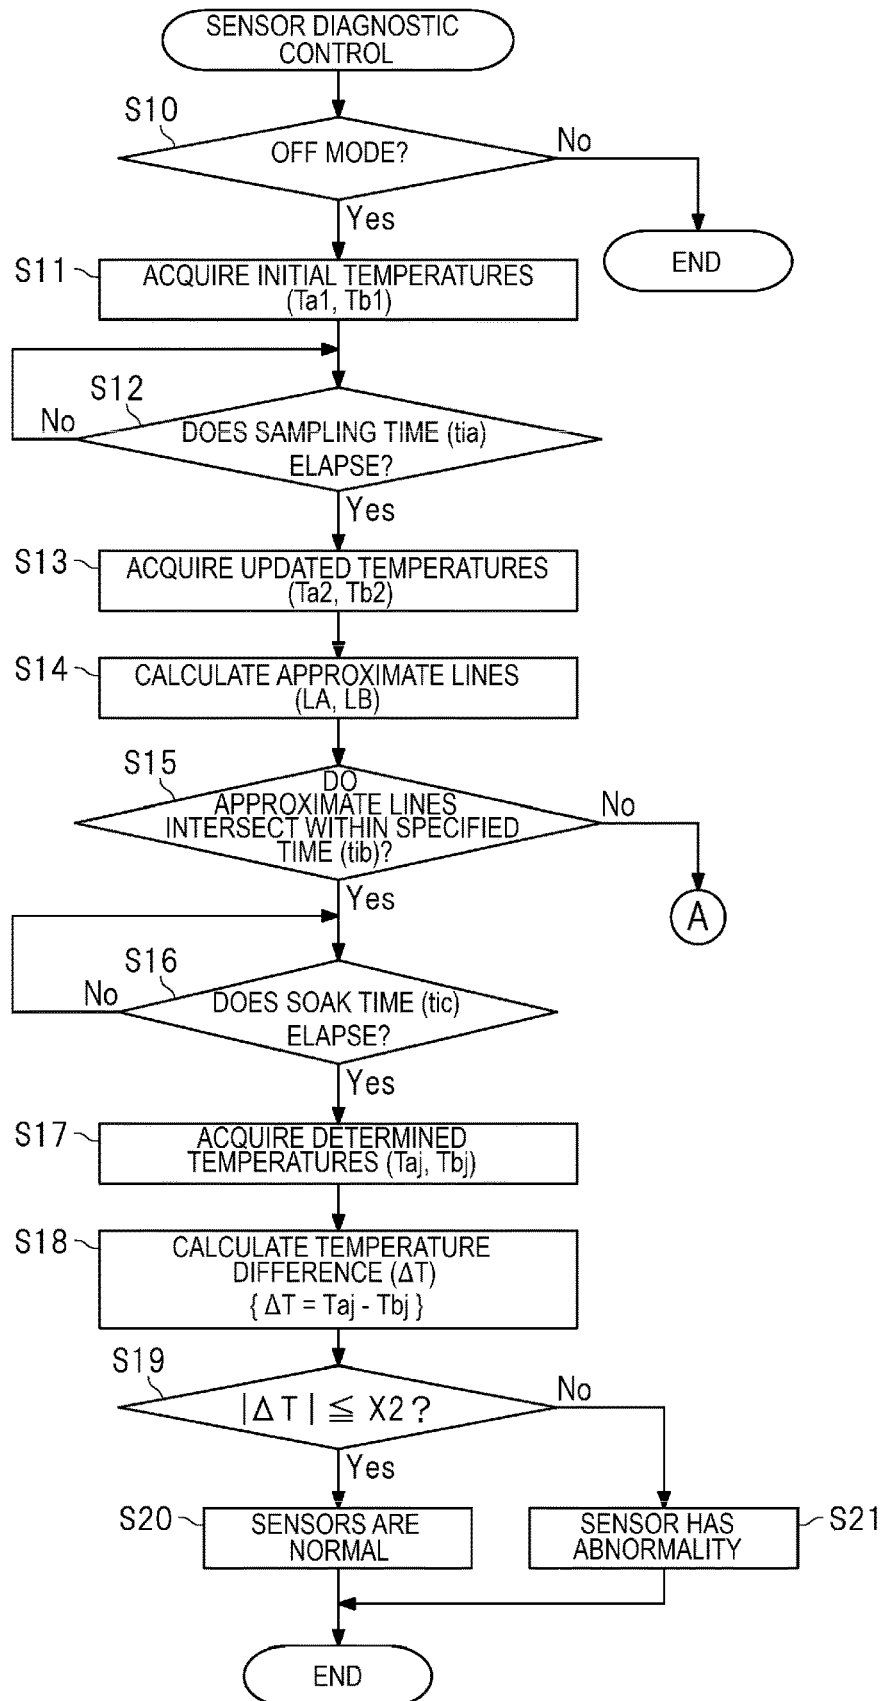 SENSOR DIAGNOSTIC
CONTROL
S10
OFF MODE?
No
Yes
END
S11
ACQUIRE INITIAL TEMPERATURES
(Ta1, Tb1)
S12
No
DOES SAMPLING TIME (tia)
ELAPSE?
Yes
S13
ACQUIRE UPDATED TEMPERATURES
(Ta2, Tb2)
S14
CALCULATE APPROXIMATE LINES
(LA, LB)
S15
DO
APPROXIMATE LINES
INTERSECT WITHIN SPECIFIED
TIME (tib)?
No
Yes
A
S16
No
DOES SOAK TIME (tic)
ELAPSE?
Yes
S17
ACQUIRE DETERMINED
TEMPERATURES (Taj, Tbj)
S18
CALCULATE TEMPERATURE
DIFFERENCE (ΔT)
{ ΔT = Taj - Tbj }
S19
|ΔT| ≦ X2?
No
Yes
S20
SENSORS ARE
NORMAL
SENSOR HAS
ABNORMALITY
S21
END